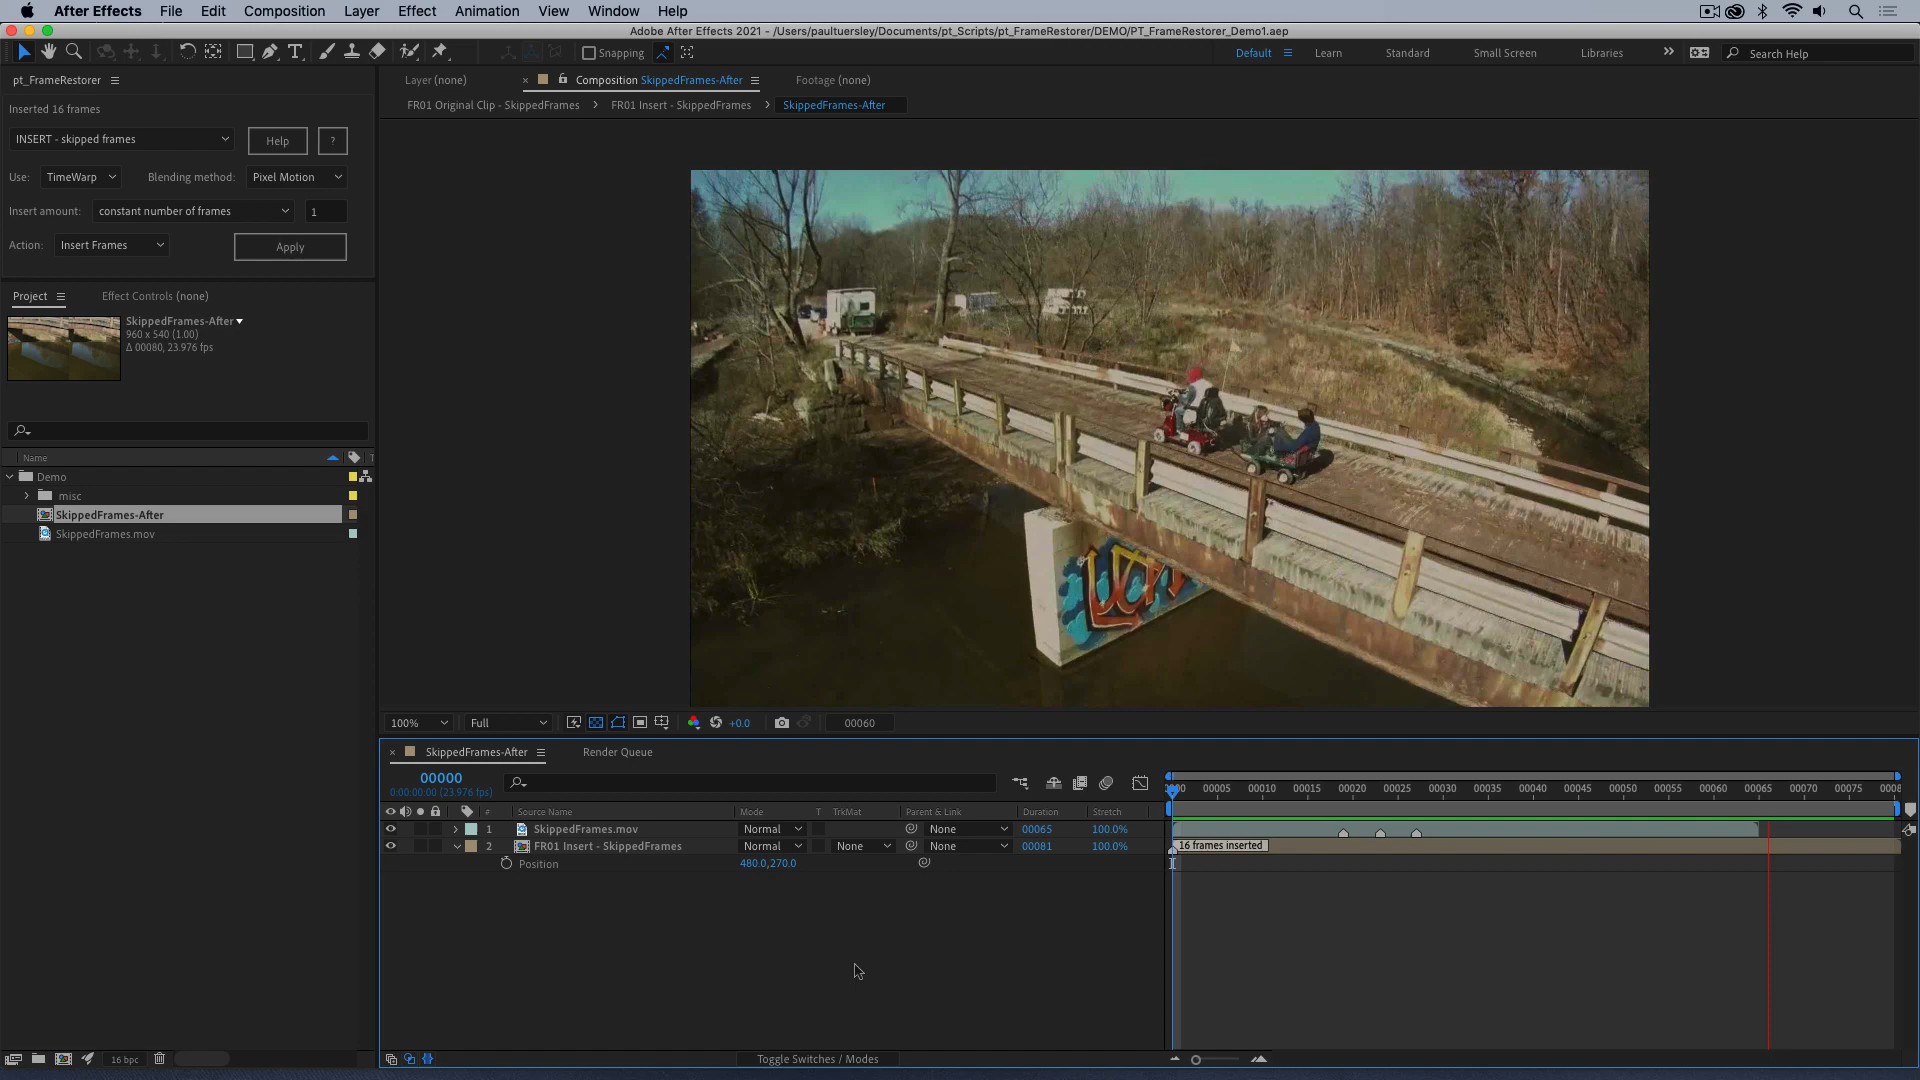 After Effects File Edit Composition Layer Effect Animation View Window Help
Adobe After Effects 2021 - /Users/paultuersley/Documents/pt_Scripts/pt_FrameRestorer/DEMO/PT_FrameRestorer_Demo1.aep
Snapping Default Learn Standard Small Screen Libraries Search Help
pt_FrameRestorer
Inserted 16 frames
INSERT - skipped frames Help ?
Use: TimeWarp Blending method: Pixel Motion
Insert amount: constant number of frames 1
Action: Insert Frames Apply
Layer (none) Composition SkippedFrames-After Footage (none)
FR01 Original Clip - SkippedFrames FR01 Insert - SkippedFrames SkippedFrames-After
Project Effect Controls (none)
SkippedFrames-After
960 x 540 (1.00)
Δ 00080, 23.976 fps
Name T
Demo
misc
SkippedFrames-After
SkippedFrames.mov
16 bpc
100% Full +0.0 00060
SkippedFrames-After Render Queue
00000
0:00:00:00 (23.976 fps)
00005 00010 00015 00020 00025 00030 00035 00040 00045 00050 00055 00060 00065 00070 00075
# Source Name Mode T TrkMat Parent & Link Duration Stretch
1 SkippedFrames.mov Normal None 00065 100.0%
2 FR01 Insert - SkippedFrames Normal None None 00081 100.0% 16 frames inserted
Position 480.0,270.0
Toggle Switches / Modes